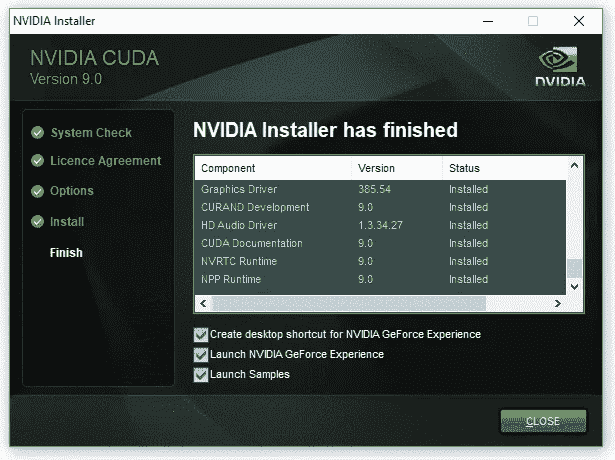 NVIDIA Installer
NVIDIA CUDA
Version 9.0
NVIDIA
System Check
Licence Agreement
Options
Install
Finish
NVIDIA Installer has finished
Component Version Status
Graphics Driver 385.54 Installed
CURAND Development 9.0 Installed
HD Audio Driver 1.3.34.27 Installed
CUDA Documentation 9.0 Installed
NVRTC Runtime 9.0 Installed
NPP Runtime 9.0 Installed
Create desktop shortcut for NVIDIA GeForce Experience
Launch NVIDIA GeForce Experience
Launch Samples
CLOSE